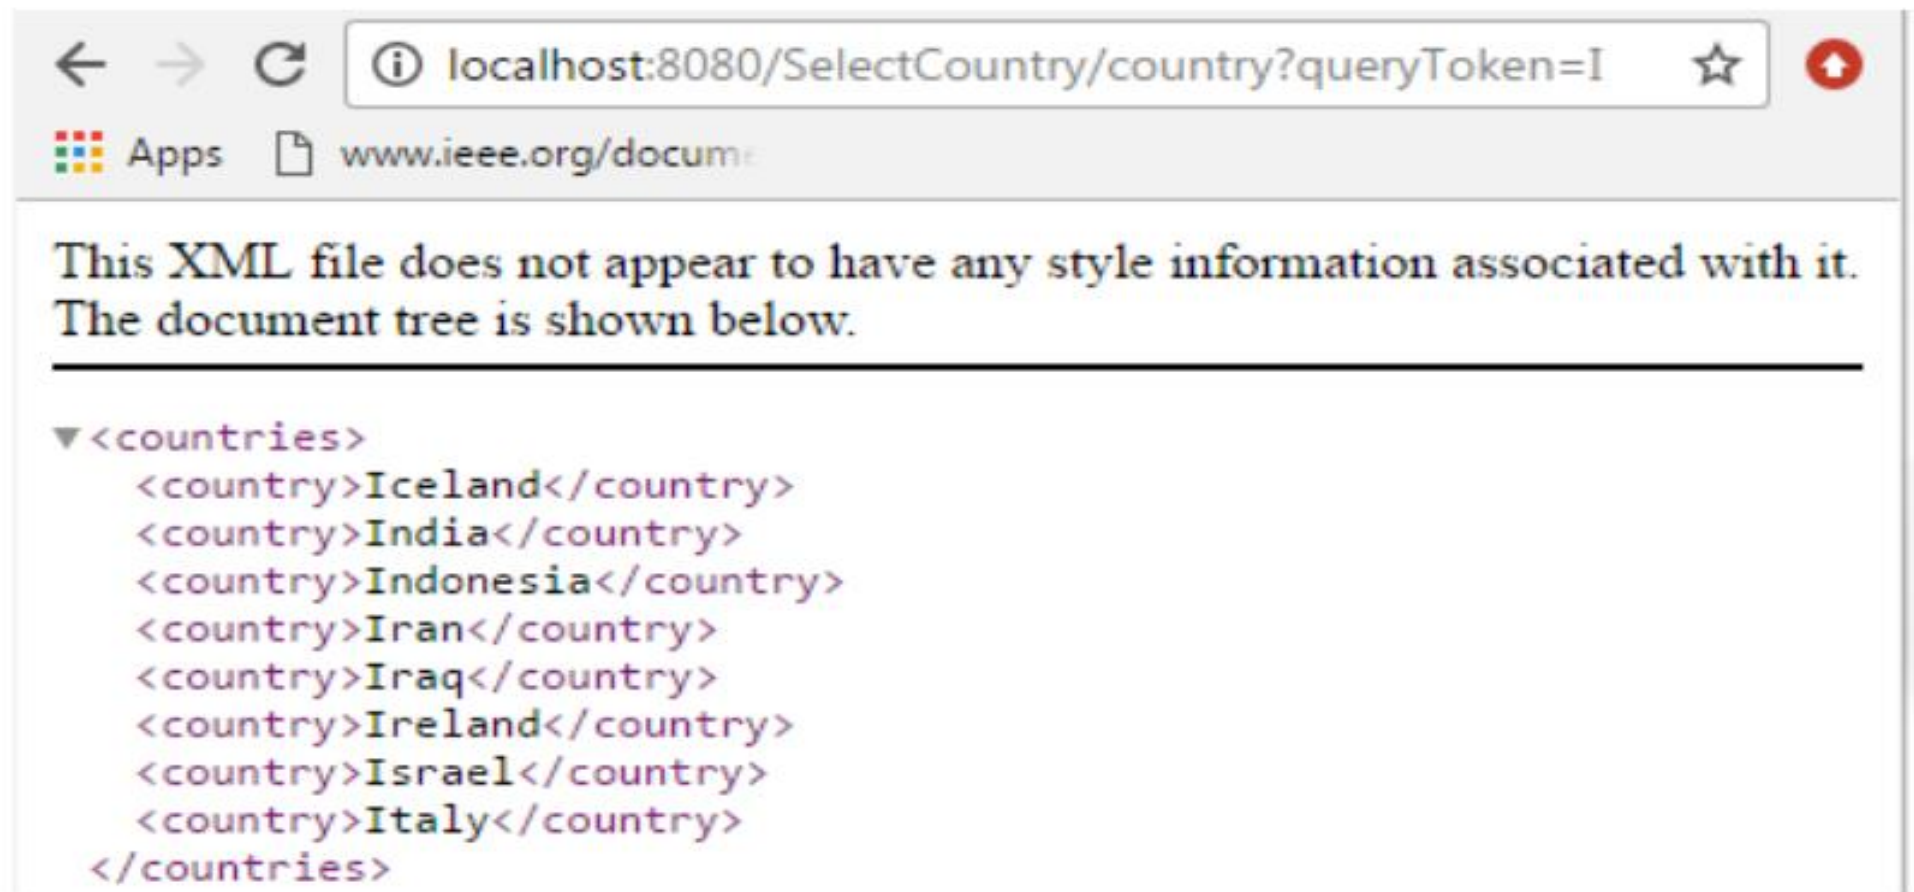 localhost:8080/SelectCountry/country?queryToken=I
Apps www.ieee.org/docum
This XML file does not appear to have any style information associated with it.
The document tree is shown below.
<countries>
<country>Iceland</country>
<country>India</country>
<country>Indonesia</country>
<country>Iran</country>
<country>Iraq</country>
<country>Ireland</country>
<country>Israel</country>
<country>Italy</country>
</countries>